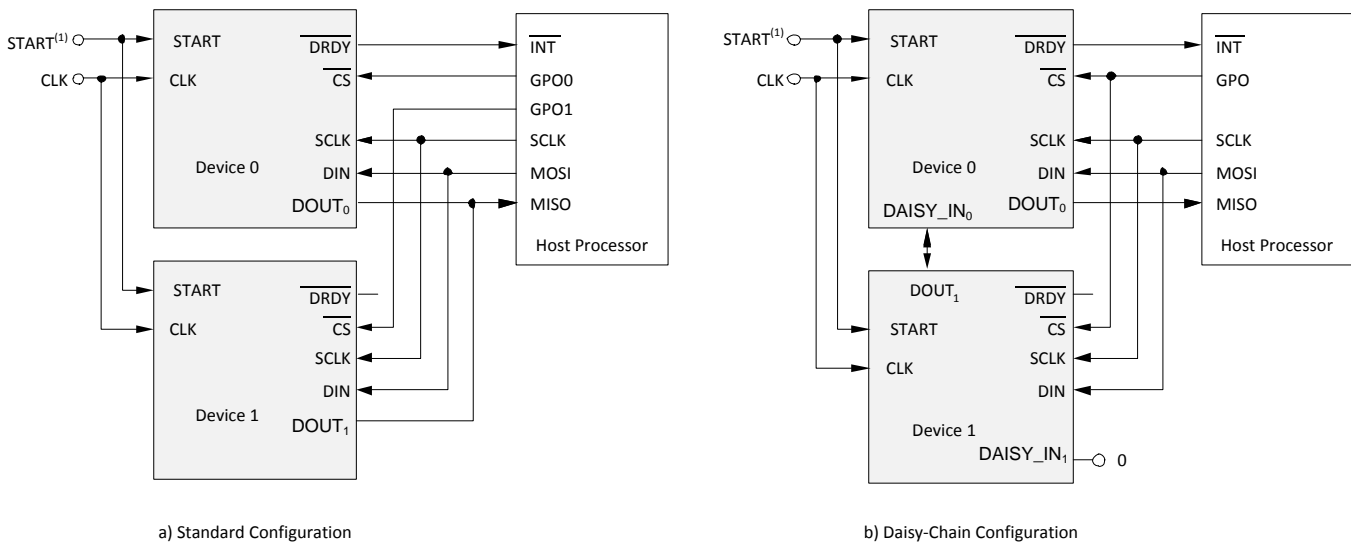 START(1)
CLK
START
CLK
DRDY
CS
SCLK
DIN
DOUT0
Device 0
INT
GPO0
GPO1
SCLK
MOSI
MISO
Host Processor
START
CLK
DRDY
CS
SCLK
DIN
DOUT1
Device 1
a) Standard Configuration
START(1)
CLK
START
CLK
DRDY
CS
SCLK
DIN
DOUT0
Device 0
DAISY_IN0
INT
GPO
SCLK
MOSI
MISO
Host Processor
DOUT1
START
CLK
DRDY
CS
SCLK
DIN
Device 1
DAISY_IN1
0
b) Daisy-Chain Configuration